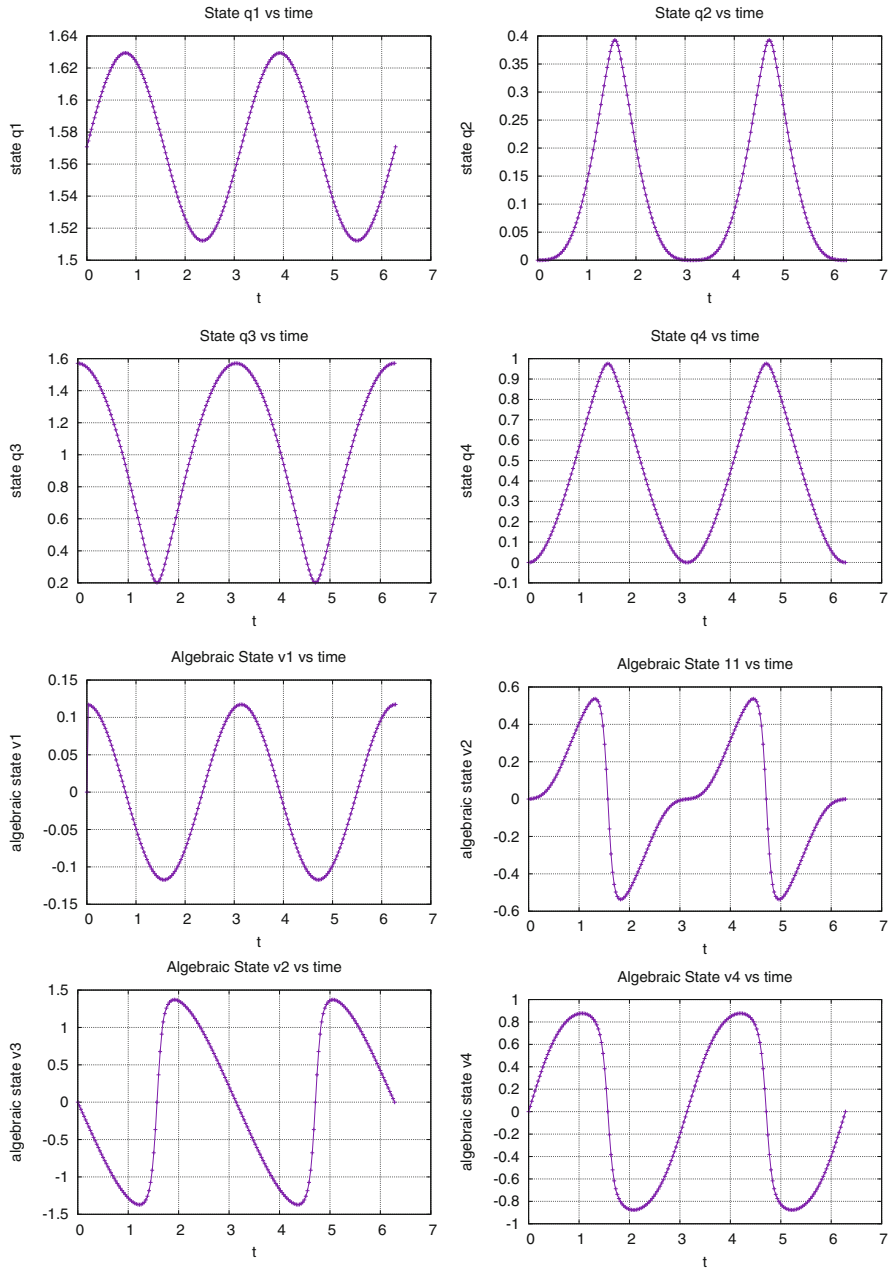 State q1 vs time
state q1
1.64
1.62
1.6
1.58
1.56
1.54
1.52
1.5
0 1 2 3 4 5 6 7
t
State q2 vs time
state q2
0.4
0.35
0.3
0.25
0.2
0.15
0.1
0.05
0
0 1 2 3 4 5 6 7
t
State q3 vs time
state q3
1.6
1.4
1.2
1
0.8
0.6
0.4
0.2
0 1 2 3 4 5 6 7
t
State q4 vs time
state q4
1
0.9
0.8
0.7
0.6
0.5
0.4
0.3
0.2
0.1
0
-0.1
0 1 2 3 4 5 6 7
t
Algebraic State v1 vs time
algebraic state v1
0.15
0.1
0.05
0
-0.05
-0.1
-0.15
0 1 2 3 4 5 6 7
t
Algebraic State 11 vs time
algebraic state v2
0.6
0.4
0.2
0
-0.2
-0.4
-0.6
0 1 2 3 4 5 6 7
t
Algebraic State v2 vs time
algebraic state v3
1.5
1
0.5
0
-0.5
-1
-1.5
0 1 2 3 4 5 6 7
t
Algebraic State v4 vs time
algebraic state v4
1
0.8
0.6
0.4
0.2
0
-0.2
-0.4
-0.6
-0.8
-1
0 1 2 3 4 5 6 7
t